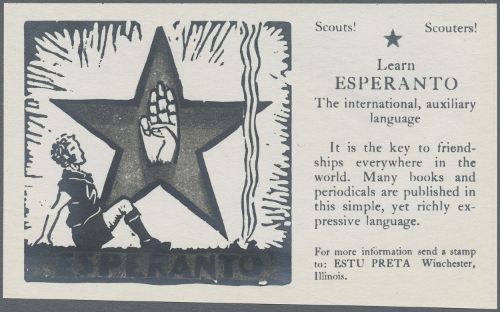 ESPERANTO
Scouts! Scouters!
Learn
ESPERANTO
The international, auxiliary
language
It is the key to friend-
ships everywhere in the
world. Many books and
periodicals are published in
this simple, yet richly ex-
pressive language.
For more information send a stamp
to: ESTU PRETA Winchester,
Illinois.